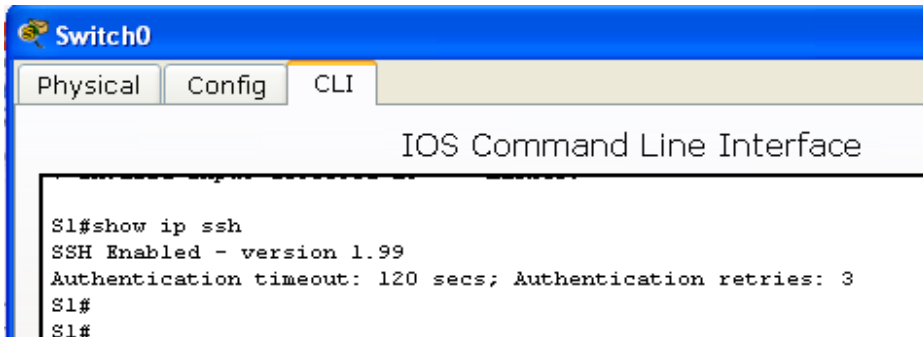 Switch0
Physical Config CLI
IOS Command Line Interface
S1#show ip ssh
SSH Enabled - version 1.99
Authentication timeout: 120 secs; Authentication retries: 3
S1#
S1#